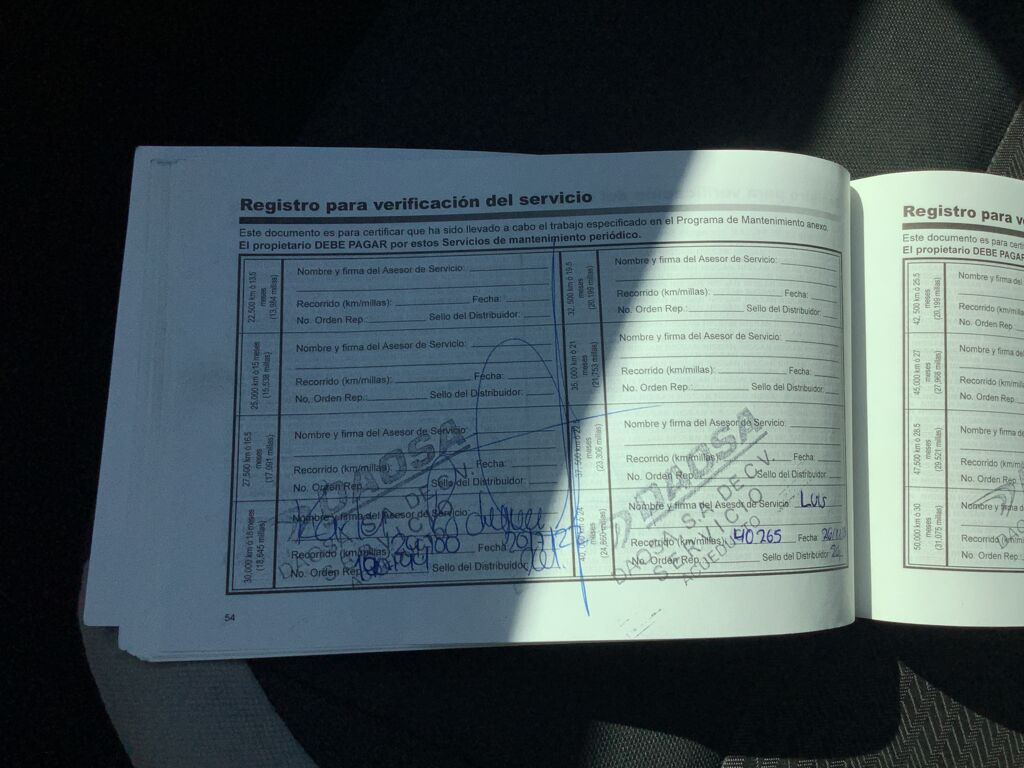 Registro para verificación del servicio
Este documento es para certificar que ha sido llevado a cabo el trabajo especificado en el Programa de Mantenimiento anexo.
El propietario DEBE PAGAR por estos Servicios de mantenimiento periódico.
22,500 km ó 13.5
meses
(13,984 millas)
Nombre y firma del Asesor de Servicio:
Recorrido (km/millas): Fecha:
No. Orden Rep.: Sello del Distribuidor:
25,000 km ó 15 meses
(15,538 millas)
Nombre y firma del Asesor de Servicio:
Recorrido (km/millas): Fecha:
No, Orden Rep.: Sello del Distribuidor:
27,500 km ó 16.5
meses
(17,091 millas)
Nombre y firma del Asesor de Servicio:
Recorrido (km/millas) Fecha:
No. Orden Rep. Sello del Distribuidor:
30,000 km ó 18 meses
(18,645 millas)
Nombre y firma del Asesor de Servicio:
Recorrido (km/millas) Fecha
No. Orden Rep. Sello del Distribuidor:
DAOSA
S.A. DE C.V.
32,500 km ó 19.5
meses
(20,199 millas)
Nombre y firma del Asesor de Servicio:
Recorrido (km/millas): Fecha:
No. Orden Rep.: Sello del Distribuidor:
35,000 km ó 21
meses
(21,753 millas)
Nombre y firma del Asesor de Servicio:
Recorrido (km/millas): Fecha:
No. Orden Rep.: Sello del Distribuidor:
meses
(23,306 millas)
Nombre y firma del Asesor de Servicio:
Recorrido (km/millas) Fecha:
No. Orden Rep. Sello del Distribuidor:
meses
(24,860 millas)
Nombre y firma del Asesor de Servicio Luis
Recorrido (km/millas) 40265 Fecha:
No. Orden Rep. Sello del Distribuidor:
DAOSA
DAOSA S.A. DE C.V.
SERVICIO
ACUEDUCTO
54
Registro para
Este documento es para
El propietario DEBE PAGAR
42,500 km ó 25.5
meses
Nombre y firma
Recorrido (km/millas)
No. Orden Rep.:
45,000 km ó 27
meses
(27,968 millas)
Nombre y firma
Recorrido
No. Orden Rep.
47,500 km ó 28.5
meses
(29,521 millas)
Nombre y firma
Recorrido (km/m
No. Orden Rep.
50,000 km ó 30
meses
(31,075 millas)
Nombre y firma
Recorrido (km/m
No. Orden Rep